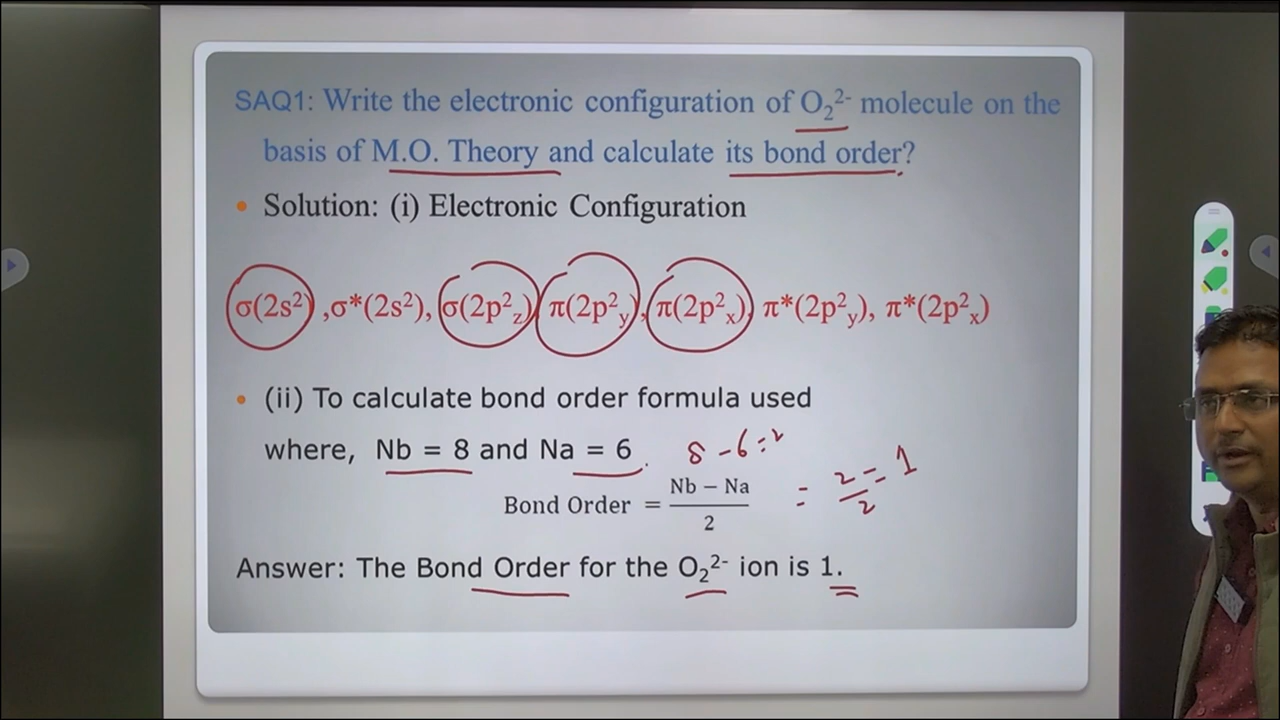 SAQ1: Write the electronic configuration of O₂²⁻ molecule on the
basis of M.O. Theory and calculate its bond order?
• Solution: (i) Electronic Configuration
σ(2s²) ,σ*(2s²), σ(2p²z), π(2p²y), π(2p²x), π*(2p²y), π*(2p²x)
• (ii) To calculate bond order formula used
where, Nb = 8 and Na = 6
8 - 6 = 2
Bond Order = (Nb − Na)/2 = 2/2 = 1
Answer: The Bond Order for the O₂²⁻ ion is 1.